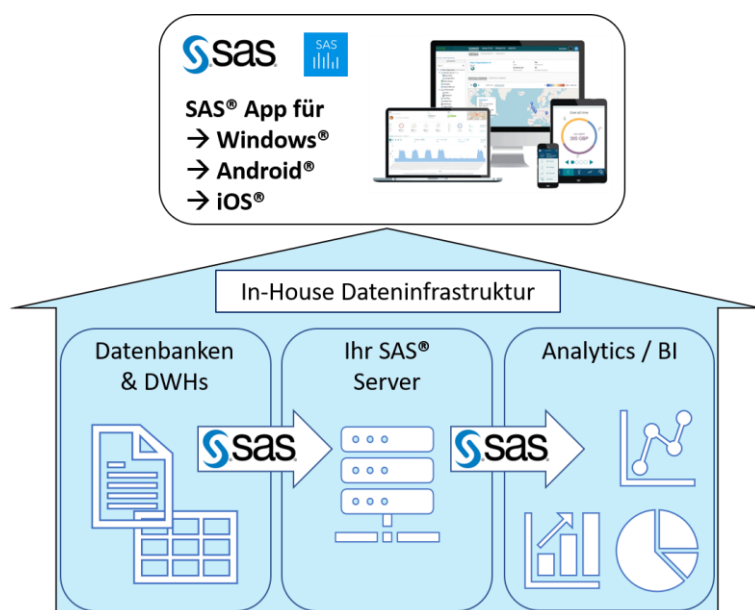 sas
SAS
SAS® App für
→ Windows®
→ Android®
→ iOS®
In-House Dateninfrastruktur
Datenbanken
& DWHs
Ihr SAS®
Server
Analytics / BI
sas
sas